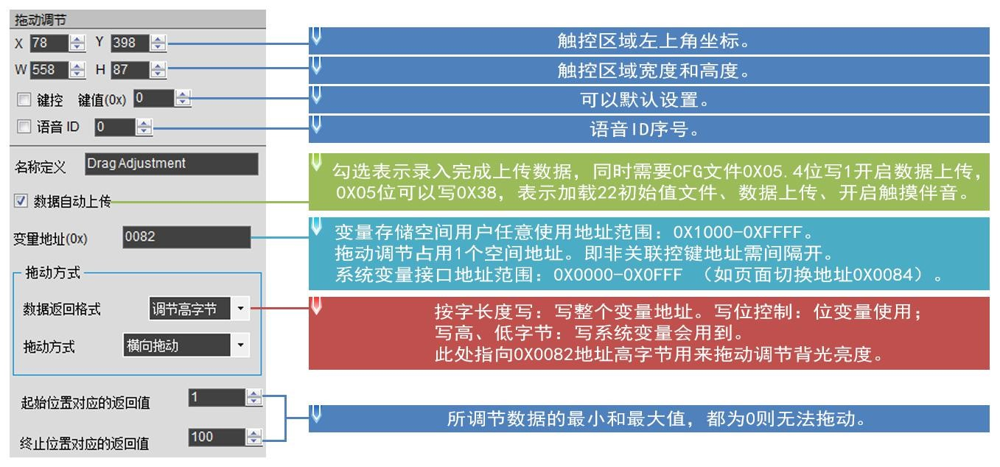 拖动调节
X 78 Y 398
触控区域左上角坐标。
W 558 H 87
触控区域宽度和高度。
键控 键值(0x) 0
可以默认设置。
语音 ID 0
语音ID序号。
名称定义 Drag Adjustment
数据自动上传
勾选表示录入完成上传数据，同时需要CFG文件0X05.4位写1开启数据上传，
0X05位可以写0X38，表示加载22初始值文件、数据上传、开启触摸伴音。
变量地址(0x) 0082
变量存储空间用户任意使用地址范围：0X1000-0XFFFF。
拖动调节占用1个空间地址。即非关联控键地址需间隔开。
系统变量接口地址范围：0X0000-0X0FFF （如页面切换地址0X0084）。
拖动方式
数据返回格式 调节高字节
拖动方式 横向拖动
按字长度写：写整个变量地址。写位控制：位变量使用；
写高、低字节：写系统变量会用到。
此处指向0X0082地址高字节用来拖动调节背光亮度。
起始位置对应的返回值 1
终止位置对应的返回值 100
所调节数据的最小和最大值，都为0则无法拖动。